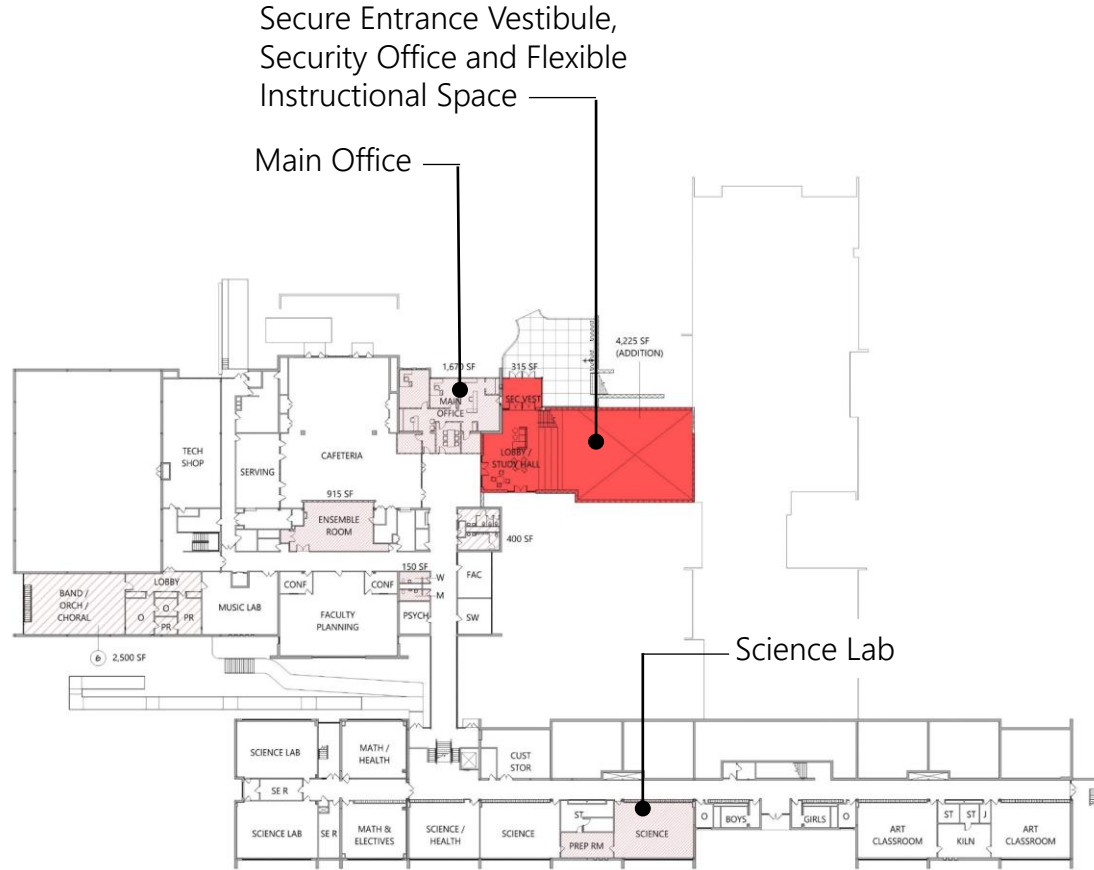 Secure Entrance Vestibule,
Security Office and Flexible
Instructional Space
Main Office
4,225 SF
(ADDITION)
1,670 SF
315 SF
SEC VEST
MAIN
OFFICE
TECH
SHOP
SERVING
CAFETERIA
LOBBY /
STUDY HALL
915 SF
ENSEMBLE
ROOM
400 SF
150 SF
W
M
CONF
CONF
FAC
BAND /
ORCH /
CHORAL
LOBBY
O
O
PR
PR
MUSIC LAB
FACULTY
PLANNING
PSYCH
SW
6 2,500 SF
Science Lab
SCIENCE LAB
MATH /
HEALTH
CUST
STOR
SE R
SCIENCE LAB
SE R
MATH &
ELECTIVES
SCIENCE /
HEALTH
SCIENCE
ST
PREP RM
SCIENCE
O
BOYS
GIRLS
O
ART
CLASSROOM
ST
ST
J
KILN
ART
CLASSROOM